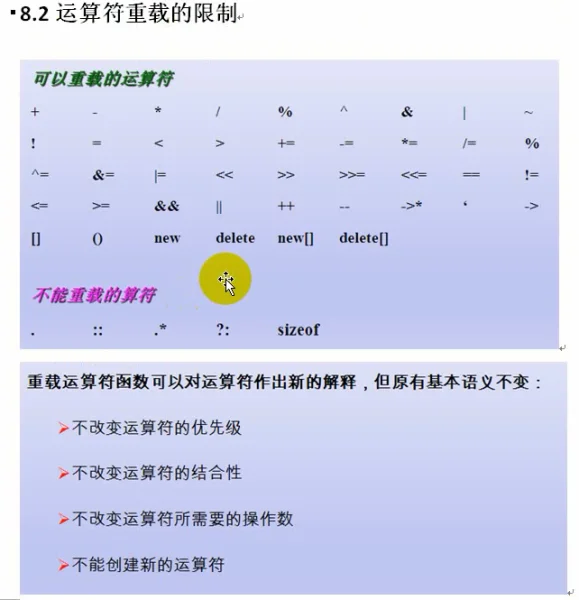 ▪8.2 运算符重载的限制
可以重载的运算符
+ - * / % ^ & | ~
! = < > += -= *= /= %
^= &= |= << >> >>= <<= == !=
<= >= && || ++ -- ->* ‘ ->
[] () new delete new[] delete[]
不能重载的算符
. :: .* ?: sizeof
重载运算符函数可以对运算符作出新的解释，但原有基本语义不变：
➢不改变运算符的优先级
➢不改变运算符的结合性
➢不改变运算符所需要的操作数
➢不能创建新的运算符